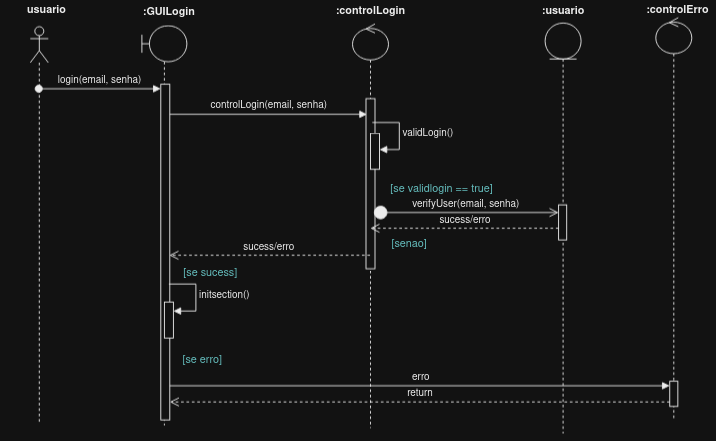 usuario
:GUILogin
:controlLogin
:usuario
:controlErro
login(email, senha)
controlLogin(email, senha)
validLogin()
[se validlogin == true]
verifyUser(email, senha)
sucess/erro
[senao]
sucess/erro
[se sucess]
initsection()
[se erro]
erro
return